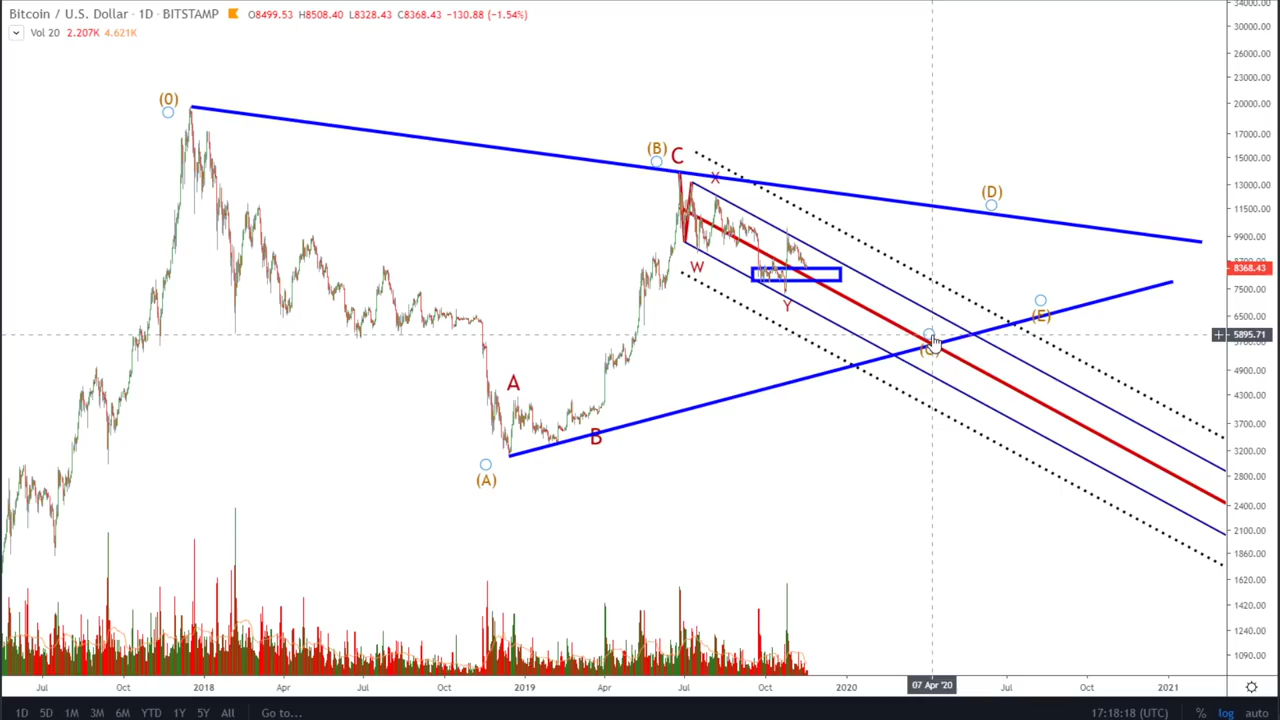 Bitcoin / U.S. Dollar · 1D · BITSTAMP O8499.53 H8508.40 L8328.43 C8368.43 −130.88 (−1.54%)
Vol 20 2.207K 4.621K
34000.00
30000.00
26000.00
23000.00
20000.00
17000.00
15000.00
13000.00
11500.00
9900.00
8368.43
7500.00
6500.00
5895.71
4900.00
4300.00
3700.00
3200.00
2800.00
2400.00
2100.00
1860.00
1620.00
1420.00
1240.00
1090.00
(0)
(B) C
X
(D)
W
Y
(E)
A
B
(A)
Jul Oct 2018 Apr Jul Oct 2019 Apr Jul Oct 2020 07 Apr '20 Jul Oct 2021
1D 5D 1M 3M 6M YTD 1Y 5Y All Go to... 17:18:18 (UTC) % log auto